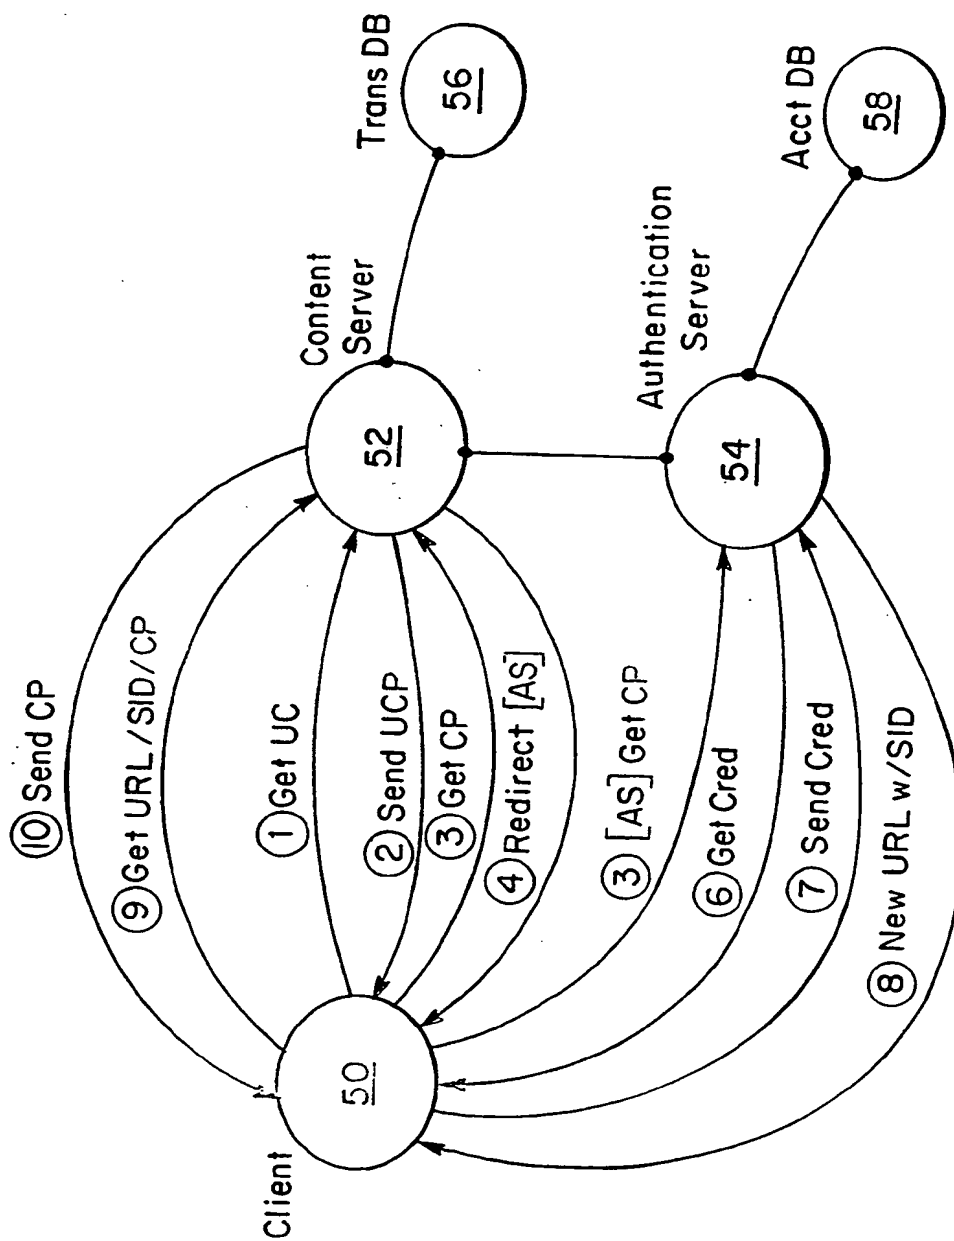 ⑩ Send CP
⑨ Get URL/SID/CP
① Get UC
② Send UCP
③ Get CP
④ Redirect [AS]
③ [AS] Get CP
⑥ Get Cred
⑦ Send Cred
⑧ New URL w/SID
Client
50
Content
Server
52
Trans DB
56
Authentication
Server
54
Acct DB
58